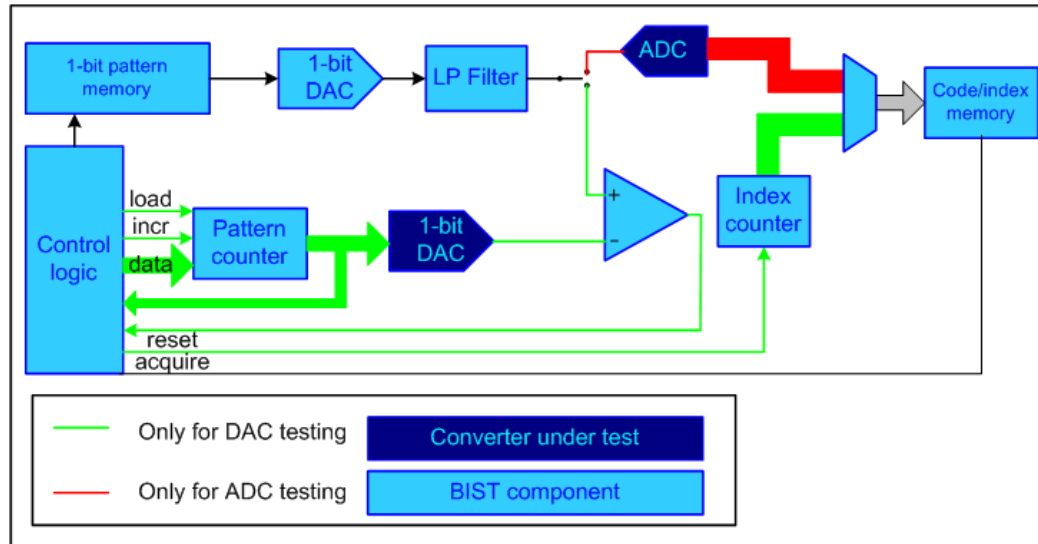 1-bit pattern
memory
1-bit
DAC
LP Filter
ADC
Code/index
memory
Control
logic
load
incr
data
Pattern
counter
1-bit
DAC
+
−
Index
counter
reset
acquire
Only for DAC testing
Converter under test
Only for ADC testing
BIST component